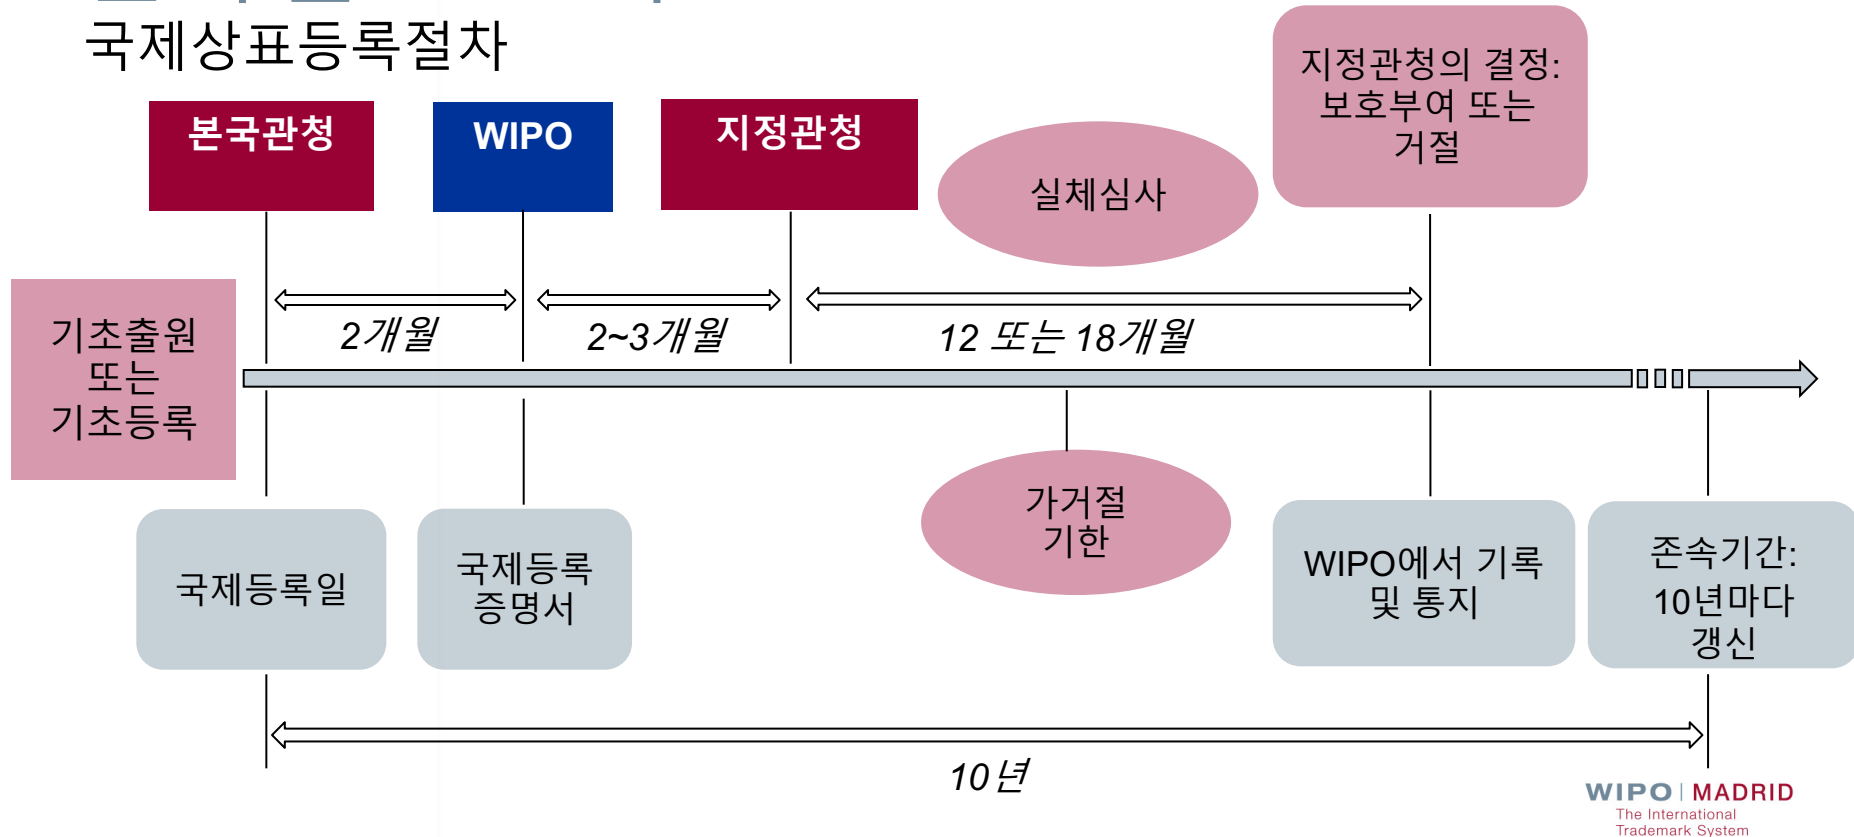 국제상표등록절차
본국관청
WIPO
지정관청
실체심사
지정관청의 결정:
보호부여 또는
거절
기초출원
또는
기초등록
2개월
2~3개월
12 또는 18개월
가거절
기한
국제등록일
국제등록
증명서
WIPO에서 기록
및 통지
존속기간:
10년마다
갱신
10년
WIPO | MADRID
The International
Trademark System